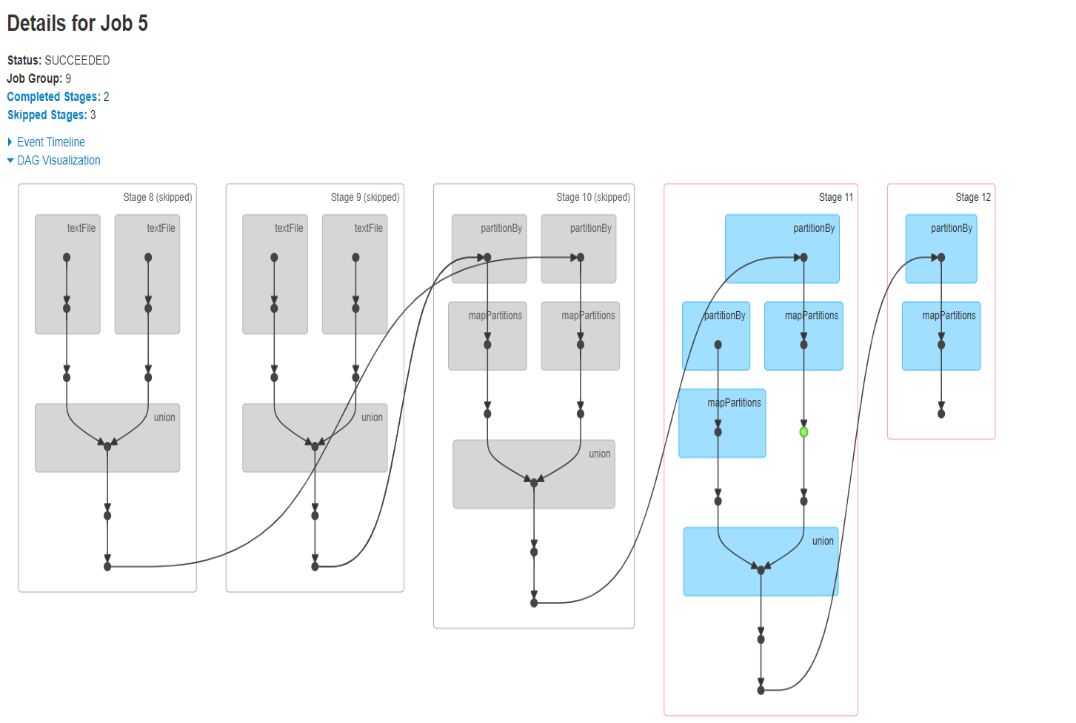 Details for Job 5
Status: SUCCEEDED
Job Group: 9
Completed Stages: 2
Skipped Stages: 3
Event Timeline
DAG Visualization
Stage 8 (skipped)
textFile
textFile
union
Stage 9 (skipped)
textFile
textFile
union
Stage 10 (skipped)
partitionBy
partitionBy
mapPartitions
mapPartitions
union
Stage 11
partitionBy
partitionBy
mapPartitions
mapPartitions
union
Stage 12
partitionBy
mapPartitions